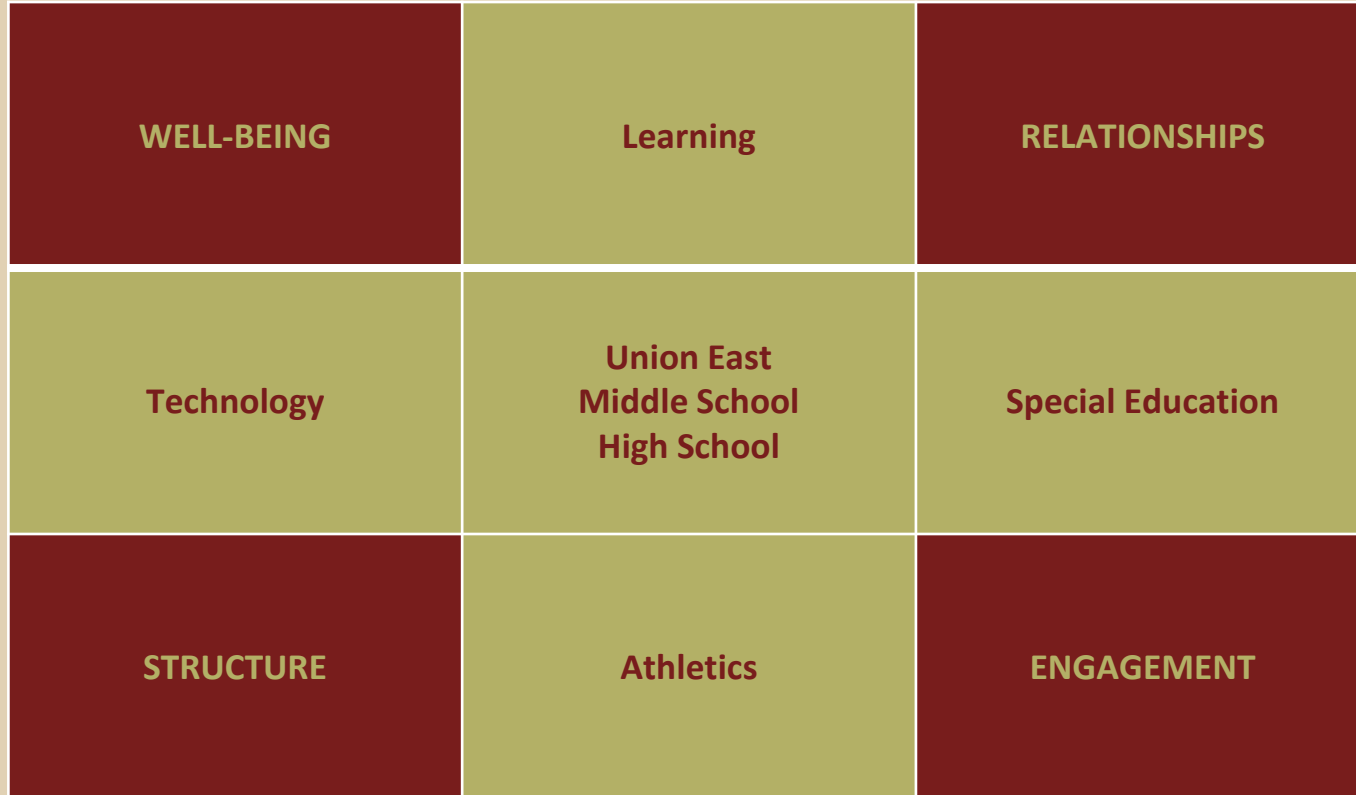 WELL-BEING
Learning
RELATIONSHIPS
Technology
Union East
Middle School
High School
Special Education
STRUCTURE
Athletics
ENGAGEMENT